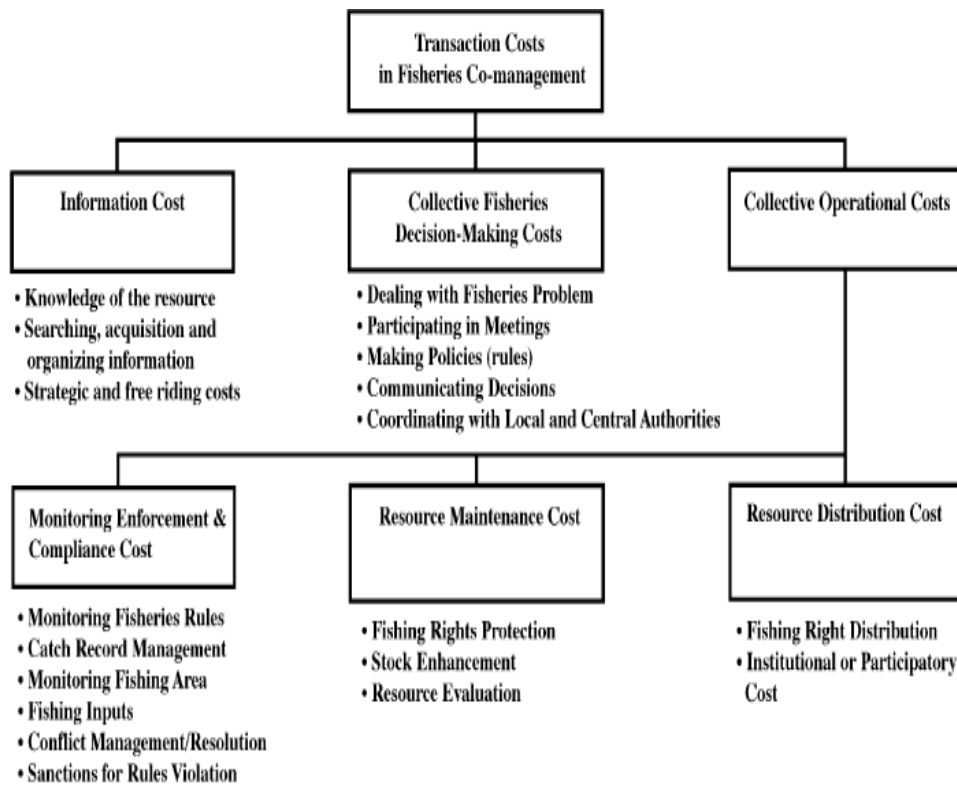 Transaction Costs
in Fisheries Co-management
Information Cost
Collective Fisheries
Decision-Making Costs
Collective Operational Costs
• Knowledge of the resource
• Searching, acquisition and
organizing information
• Strategic and free riding costs
• Dealing with Fisheries Problem
• Participating in Meetings
• Making Policies (rules)
• Communicating Decisions
• Coordinating with Local and Central Authorities
Monitoring Enforcement &
Compliance Cost
Resource Maintenance Cost
Resource Distribution Cost
• Monitoring Fisheries Rules
• Catch Record Management
• Monitoring Fishing Area
• Fishing Inputs
• Conflict Management/Resolution
• Sanctions for Rules Violation
• Fishing Rights Protection
• Stock Enhancement
• Resource Evaluation
• Fishing Right Distribution
• Institutional or Participatory
Cost